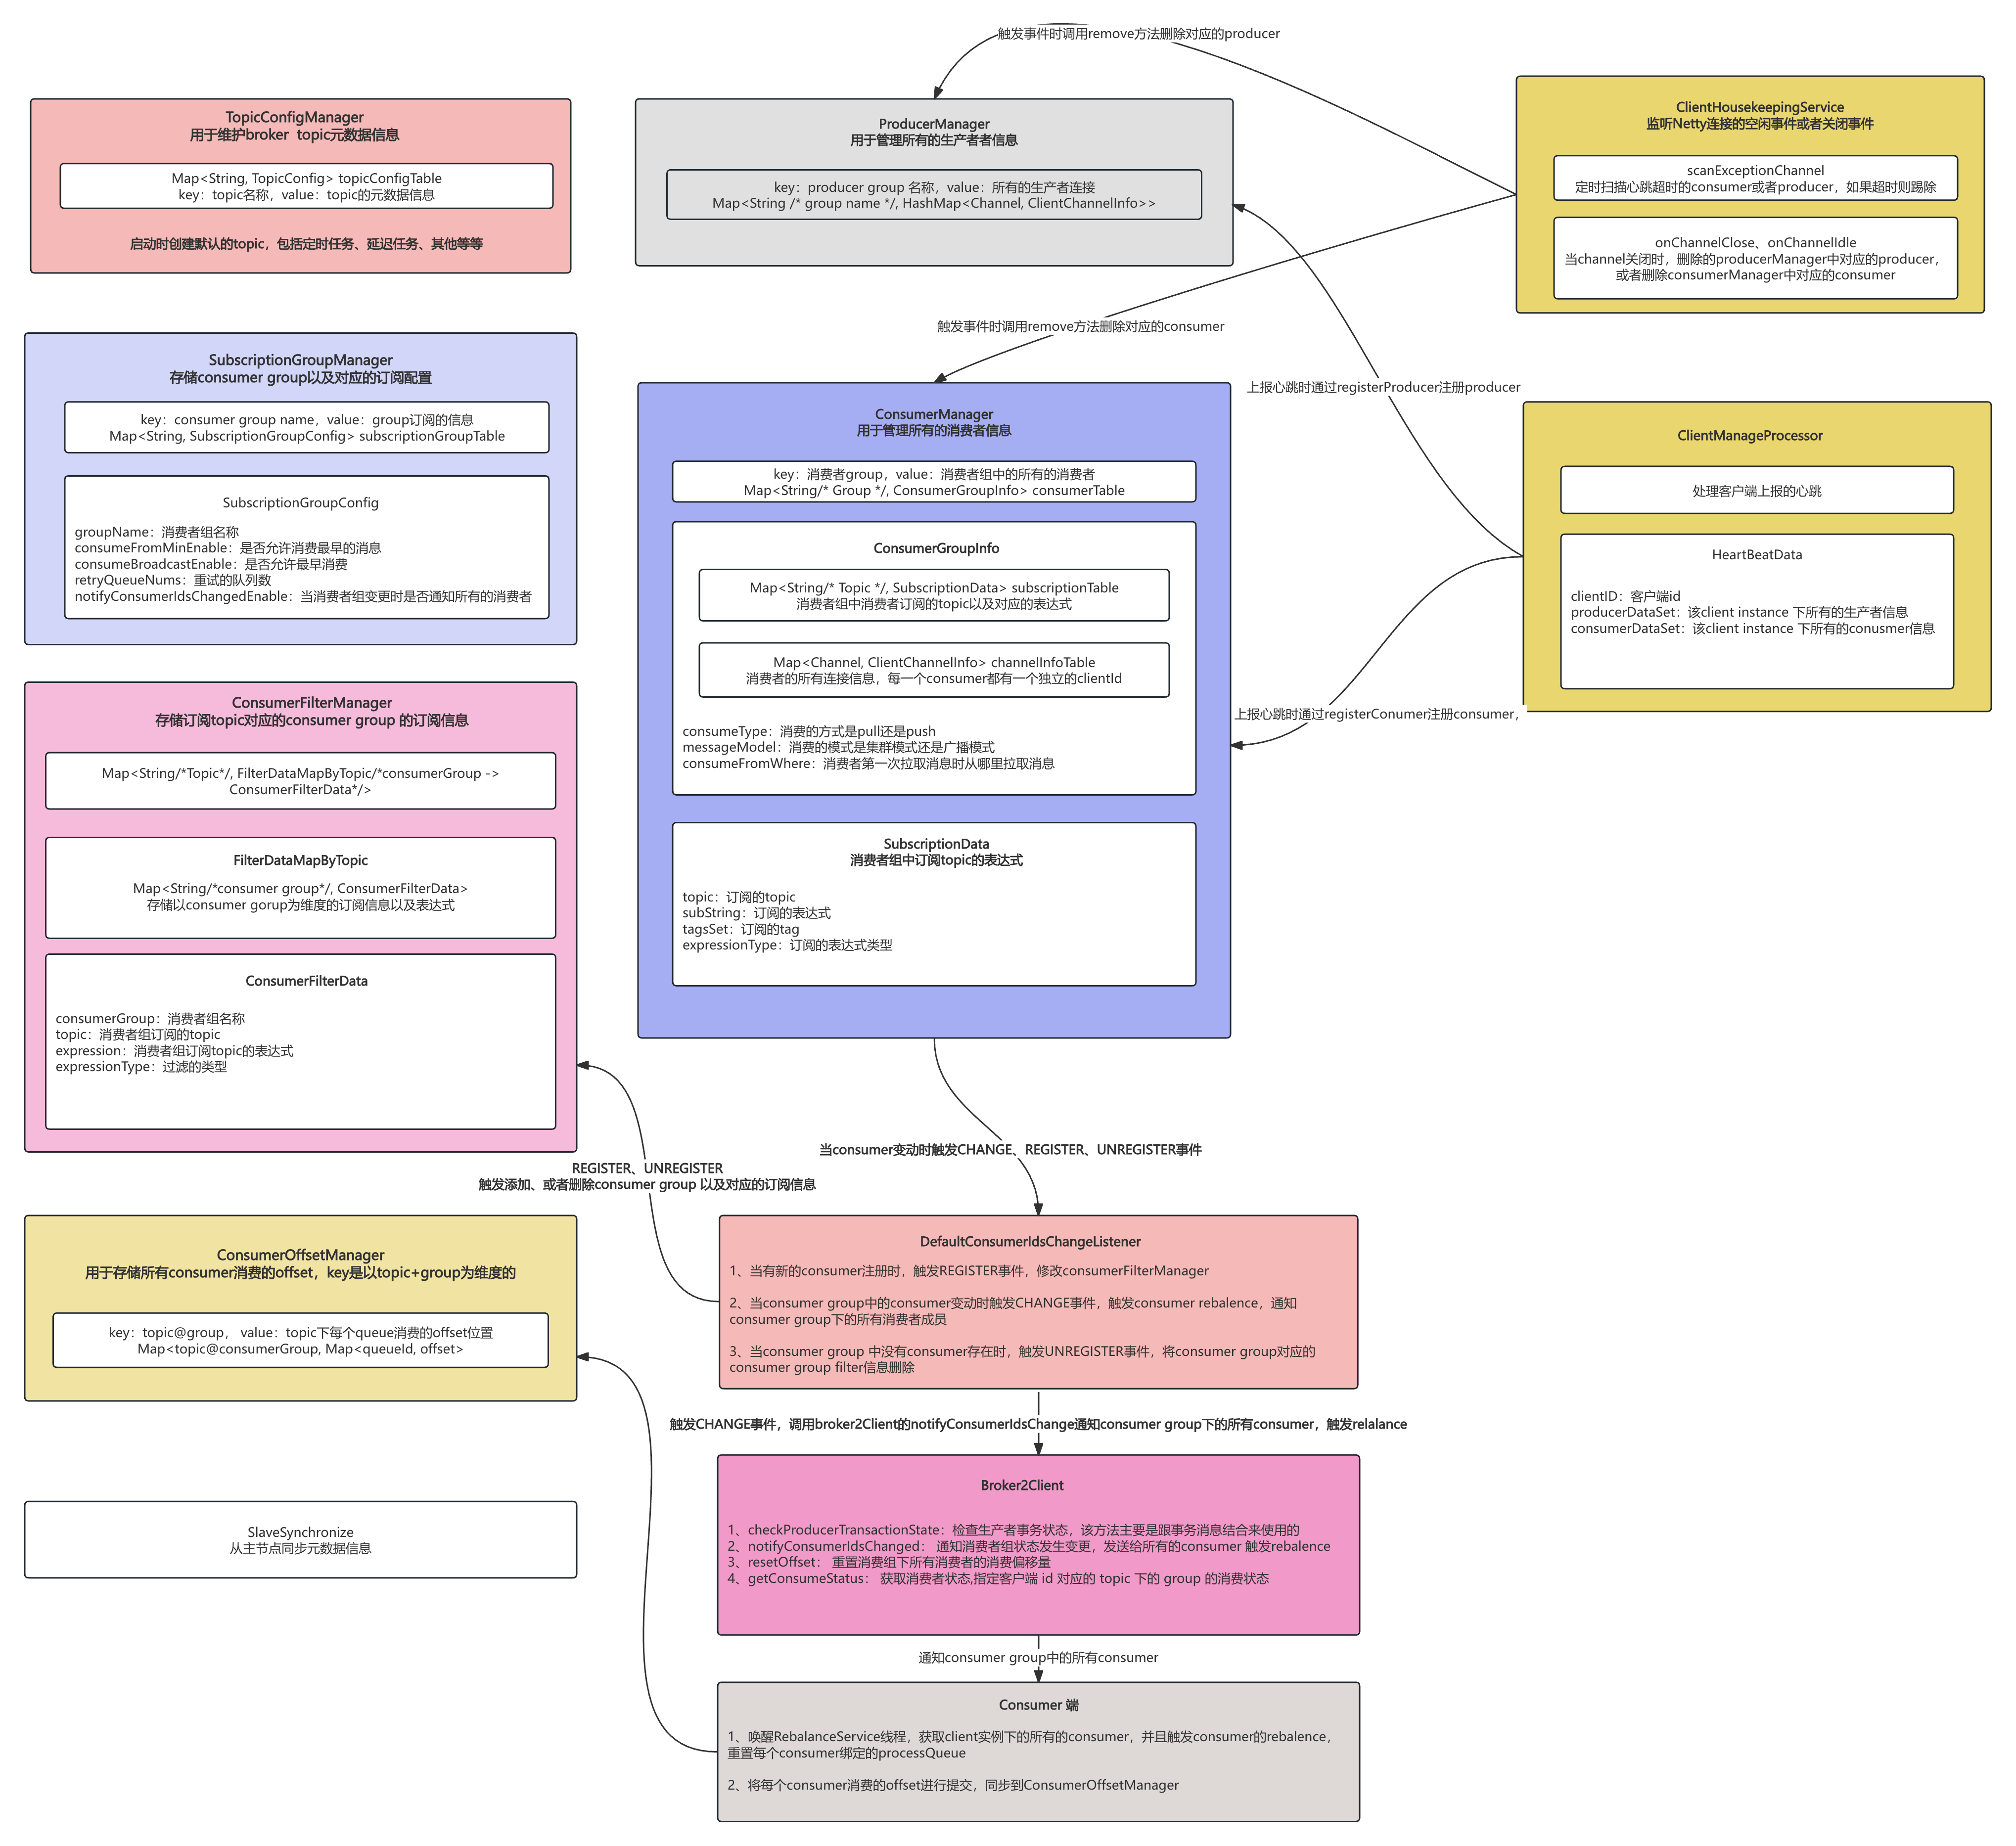 触发事件时调用remove方法删除对应的producer
TopicConfigManager
用于维护broker  topic元数据信息
Map<String, TopicConfig> topicConfigTable
key：topic名称，value：topic的元数据信息
启动时创建默认的topic，包括定时任务、延迟任务、其他等等
ProducerManager
用于管理所有的生产者者信息
key：producer group 名称，value：所有的生产者连接
Map<String /* group name */, HashMap<Channel, ClientChannelInfo>>
ClientHousekeepingService
监听Netty连接的空闲事件或者关闭事件
scanExceptionChannel
定时扫描心跳超时的consumer或者producer，如果超时则踢除
onChannelClose、onChannelIdle
当channel关闭时，删除的producerManager中对应的producer，
或者删除consumerManager中对应的consumer
触发事件时调用remove方法删除对应的consumer
上报心跳时通过registerProducer注册producer
SubscriptionGroupManager
存储consumer group以及对应的订阅配置
key：consumer group name，value：group订阅的信息
Map<String, SubscriptionGroupConfig> subscriptionGroupTable
SubscriptionGroupConfig
groupName：消费者组名称
consumeFromMinEnable：是否允许消费最早的消息
consumeBroadcastEnable：是否允许最早消费
retryQueueNums：重试的队列数
notifyConsumerIdsChangedEnable：当消费者组变更时是否通知所有的消费者
ConsumerManager
用于管理所有的消费者信息
key：消费者group，value：消费者组中的所有的消费者
Map<String/* Group */, ConsumerGroupInfo> consumerTable
ConsumerGroupInfo
Map<String/* Topic */, SubscriptionData> subscriptionTable
消费者组中消费者订阅的topic以及对应的表达式
Map<Channel, ClientChannelInfo> channelInfoTable
消费者的所有连接信息，每一个consumer都有一个独立的clientId
consumeType：消费的方式是pull还是push
messageModel：消费的模式是集群模式还是广播模式
consumeFromWhere：消费者第一次拉取消息时从哪里拉取消息
SubscriptionData
消费者组中订阅topic的表达式
topic：订阅的topic
subString：订阅的表达式
tagsSet：订阅的tag
expressionType：订阅的表达式类型
ClientManageProcessor
处理客户端上报的心跳
HeartBeatData
clientID：客户端id
producerDataSet：该client instance 下所有的生产者信息
consumerDataSet：该client instance 下所有的conusmer信息
上报心跳时通过registerConumer注册consumer，
ConsumerFilterManager
存储订阅topic对应的consumer group 的订阅信息
Map<String/*Topic*/, FilterDataMapByTopic/*consumerGroup ->
ConsumerFilterData*/>
FilterDataMapByTopic
Map<String/*consumer group*/, ConsumerFilterData>
存储以consumer gorup为维度的订阅信息以及表达式
ConsumerFilterData
consumerGroup：消费者组名称
topic：消费者组订阅的topic
expression：消费者组订阅topic的表达式
expressionType：过滤的类型
当consumer变动时触发CHANGE、REGISTER、UNREGISTER事件
REGISTER、UNREGISTER
触发添加、或者删除consumer group 以及对应的订阅信息
ConsumerOffsetManager
用于存储所有consumer消费的offset，key是以topic+group为维度的
key：topic@group， value：topic下每个queue消费的offset位置
Map<topic@consumerGroup, Map<queueId, offset>
DefaultConsumerIdsChangeListener
1、当有新的consumer注册时，触发REGISTER事件，修改consumerFilterManager
2、当consumer group中的consumer变动时触发CHANGE事件，触发consumer rebalence，通知
consumer group下的所有消费者成员
3、当consumer group 中没有consumer存在时，触发UNREGISTER事件，将consumer group对应的
consumer group filter信息删除
触发CHANGE事件，调用broker2Client的notifyConsumerIdsChange通知consumer group下的所有consumer，触发relalance
Broker2Client
1、checkProducerTransactionState：检查生产者事务状态，该方法主要是跟事务消息结合来使用的
2、notifyConsumerIdsChanged： 通知消费者组状态发生变更，发送给所有的consumer 触发rebalence
3、resetOffset： 重置消费组下所有消费者的消费偏移量
4、getConsumeStatus： 获取消费者状态,指定客户端 id 对应的 topic 下的 group 的消费状态
SlaveSynchronize
从主节点同步元数据信息
通知consumer group中的所有consumer
Consumer 端
1、唤醒RebalanceService线程，获取client实例下的所有的consumer，并且触发consumer的rebalence，
重置每个consumer绑定的processQueue
2、将每个consumer消费的offset进行提交，同步到ConsumerOffsetManager